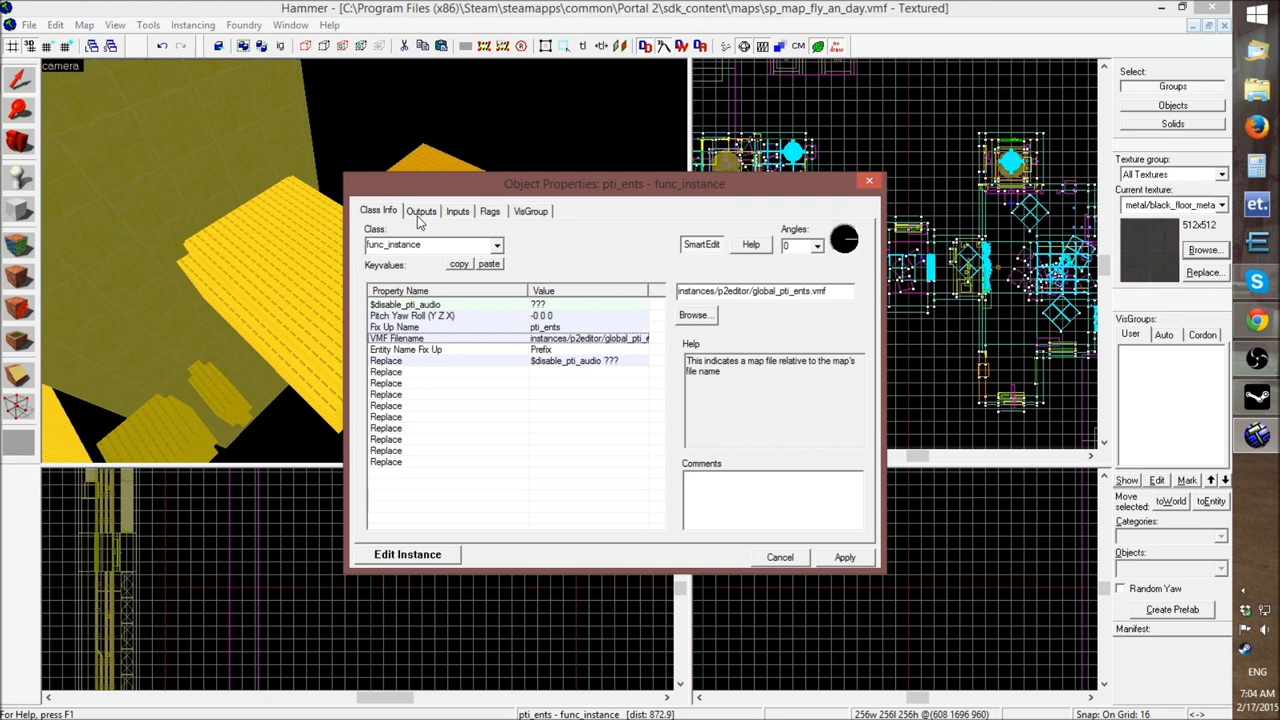 Hammer - [C:\Program Files (x86)\Steam\steamapps\common\Portal 2\sdk_content\maps\sp_map_fly_an_day.vmf - Textured]
File Edit Map View Tools Instancing Foundry Window Help
CM
camera
Object Properties: pti_ents - func_instance
Class Info Outputs Inputs Flags VisGroup
Class:
func_instance
SmartEdit Help
Angles:
0
Keyvalues: copy paste
Property Name Value
$disable_pti_audio ???
Pitch Yaw Roll (Y Z X) -0 0 0
Fix Up Name pti_ents
VMF Filename instances/p2editor/global_pti_e
Entity Name Fix Up Prefix
Replace $disable_pti_audio ???
Replace
Replace
Replace
Replace
Replace
Replace
Replace
Replace
Replace
instances/p2editor/global_pti_ents.vmf
Browse...
Help
This indicates a map file relative to the map's
file name
Comments
Edit Instance Cancel Apply
Select:
Groups
Objects
Solids
Texture group:
All Textures
Current texture:
metal/black_floor_meta
512x512
Browse...
Replace...
VisGroups:
User Auto Cordon
Show Edit Mark
Move
selected: toWorld toEntity
Categories:
Objects:
Random Yaw
Create Prefab
Manifest:
et.
ENG
7:04 AM
2/17/2015
For Help, press F1 pti_ents - func_instance [dist: 872.9] 256w 256l 256h @(608 1696 960) Snap: On Grid: 16 <->